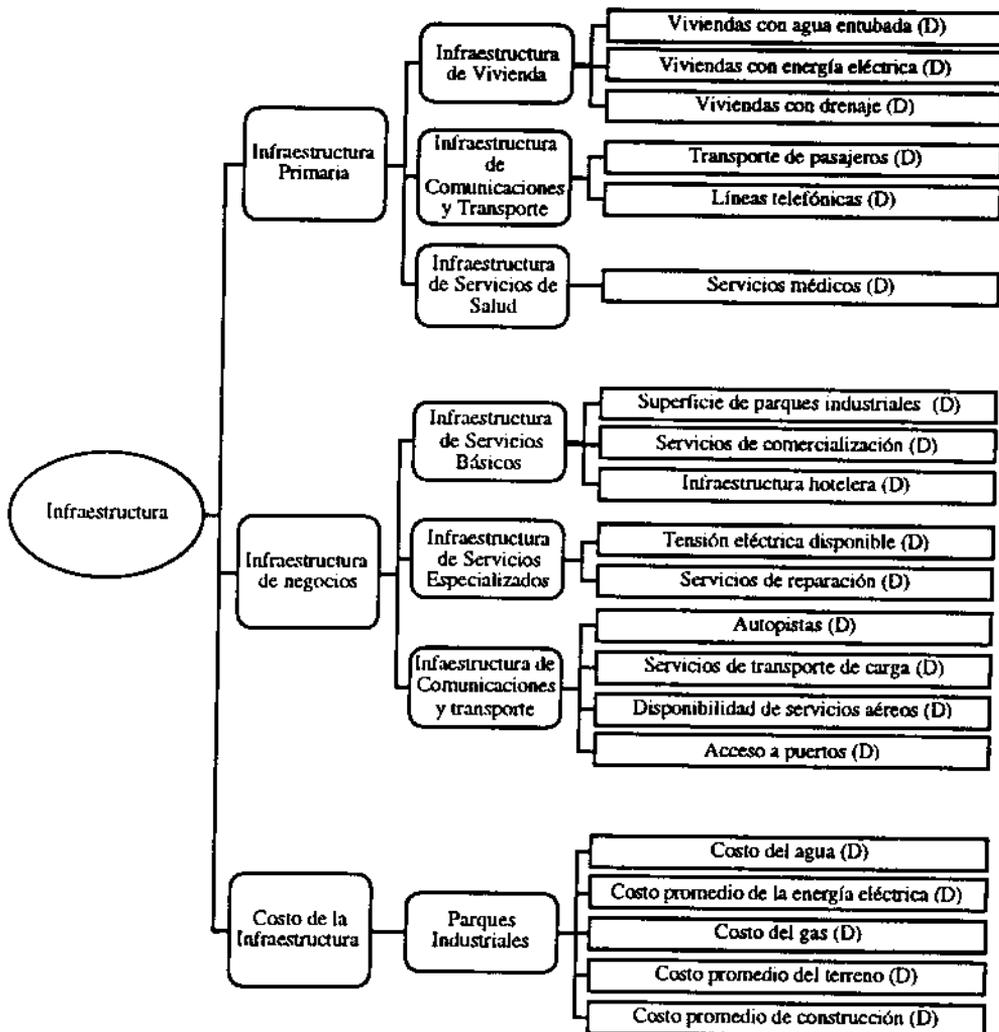 Infraestructura
Infraestructura
Primaria
Infraestructura
de Vivienda
Viviendas con agua entubada (D)
Viviendas con energía eléctrica (D)
Viviendas con drenaje (D)
Infraestructura
de
Comunicaciones
y Transporte
Transporte de pasajeros (D)
Líneas telefónicas (D)
Infraestructura
de Servicios de
Salud
Servicios médicos (D)
Infraestructura
de negocios
Infraestructura
de Servicios
Básicos
Superficie de parques industriales (D)
Servicios de comercialización (D)
Infraestructura hotelera (D)
Infraestructura
de Servicios
Especializados
Tensión eléctrica disponible (D)
Servicios de reparación (D)
Infaestructura de
Comunicaciones
y transporte
Autopistas (D)
Servicios de transporte de carga (D)
Disponibilidad de servicios aéreos (D)
Acceso a puertos (D)
Costo de la
Infraestructura
Parques
Industriales
Costo del agua (D)
Costo promedio de la energía eléctrica (D)
Costo del gas (D)
Costo promedio del terreno (D)
Costo promedio de construcción (D)